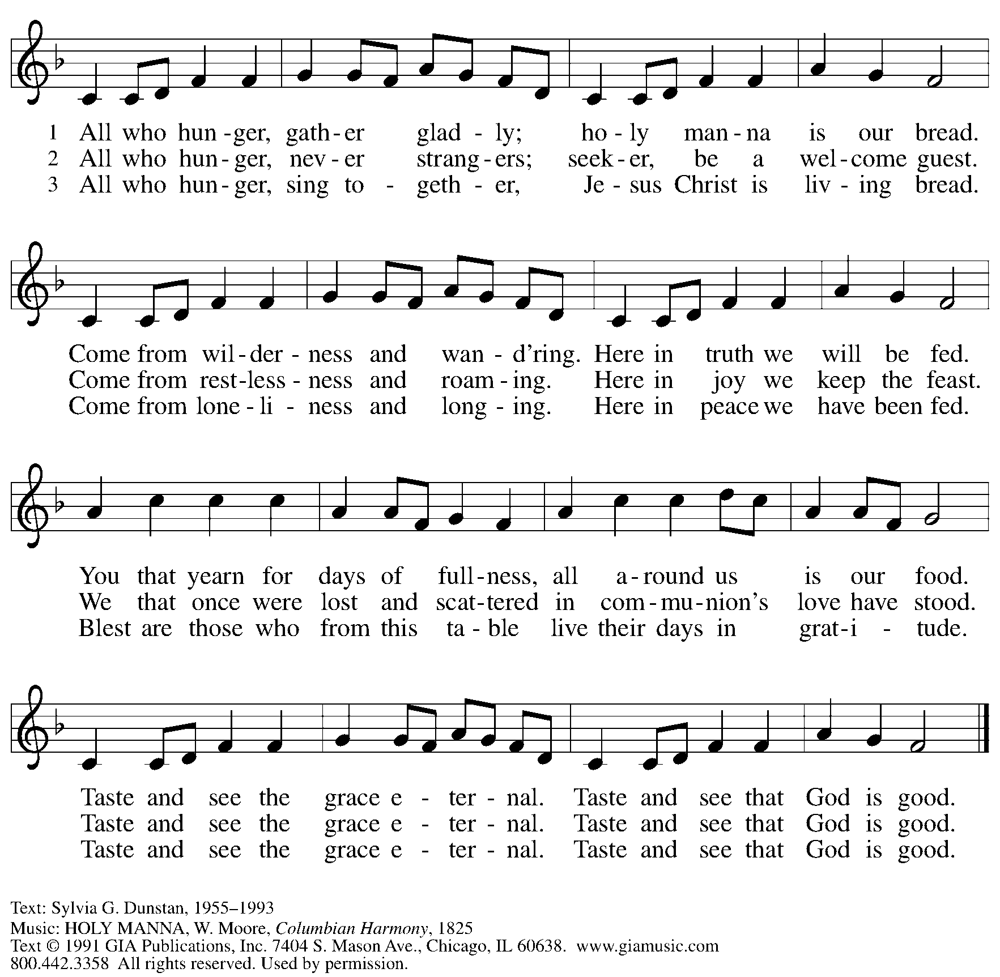 1 All who hun-ger, gath-er glad - ly; ho - ly man - na is our bread.
2 All who hun-ger, nev - er strang-ers; seek-er, be a wel-come guest.
3 All who hun-ger, sing to - geth - er, Je - sus Christ is liv - ing bread.
Come from wil-der - ness and wan - d’ring. Here in truth we will be fed.
Come from rest-less - ness and roam - ing. Here in joy we keep the feast.
Come from lone - li - ness and long - ing. Here in peace we have been fed.
You that yearn for days of full-ness, all a-round us is our food.
We that once were lost and scat-tered in com-mu-nion’s love have stood.
Blest are those who from this ta - ble live their days in grat-i - tude.
Taste and see the grace e - ter - nal. Taste and see that God is good.
Taste and see the grace e - ter - nal. Taste and see that God is good.
Taste and see the grace e - ter - nal. Taste and see that God is good.
Text: Sylvia G. Dunstan, 1955–1993
Music: HOLY MANNA, W. Moore, Columbian Harmony, 1825
Text © 1991 GIA Publications, Inc. 7404 S. Mason Ave., Chicago, IL 60638. www.giamusic.com
800.442.3358 All rights reserved. Used by permission.